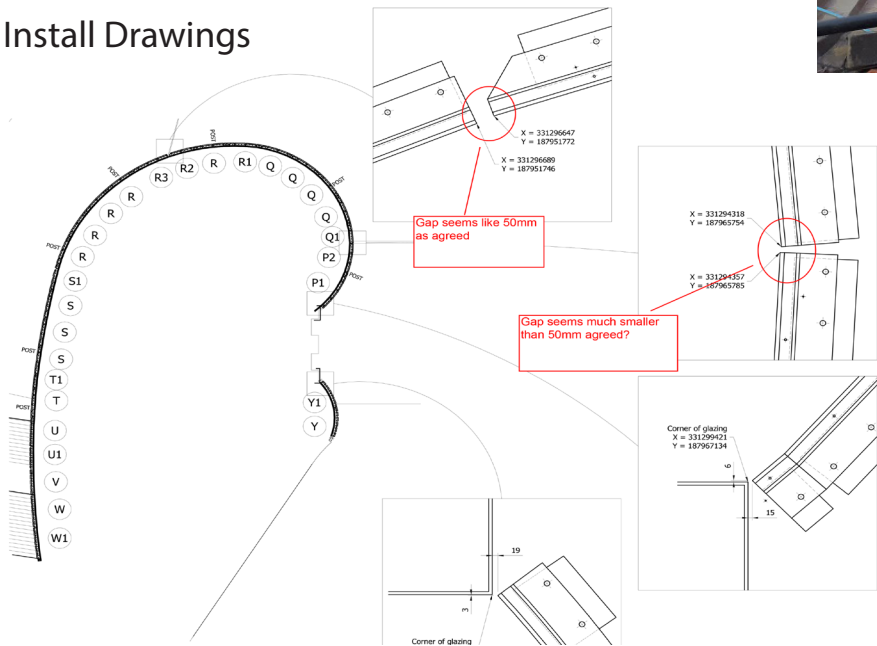 Install Drawings
X = 331296647
Y = 187951772
X = 331296689
Y = 187951746
Gap seems like 50mm
as agreed
X = 331294318
Y = 187965754
X = 331294357
Y = 187965785
Gap seems much smaller
than 50mm agreed?
Corner of glazing
X = 331299421
Y = 187967134
6
15
19
3
Corner of glazing
POST
POST
POST
POST
POST
POST
POST
R3
R2
R
R1
Q
Q
Q
Q
Q1
P2
P1
R
R
R
R
S1
S
S
S
T1
T
U
U1
V
W
W1
Y1
Y